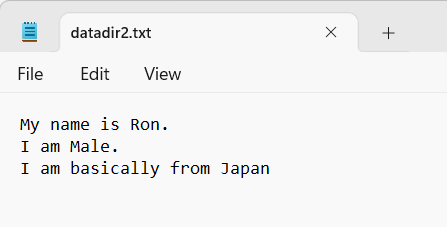 datadir2.txt
File Edit View
My name is Ron.
I am Male.
I am basically from Japan